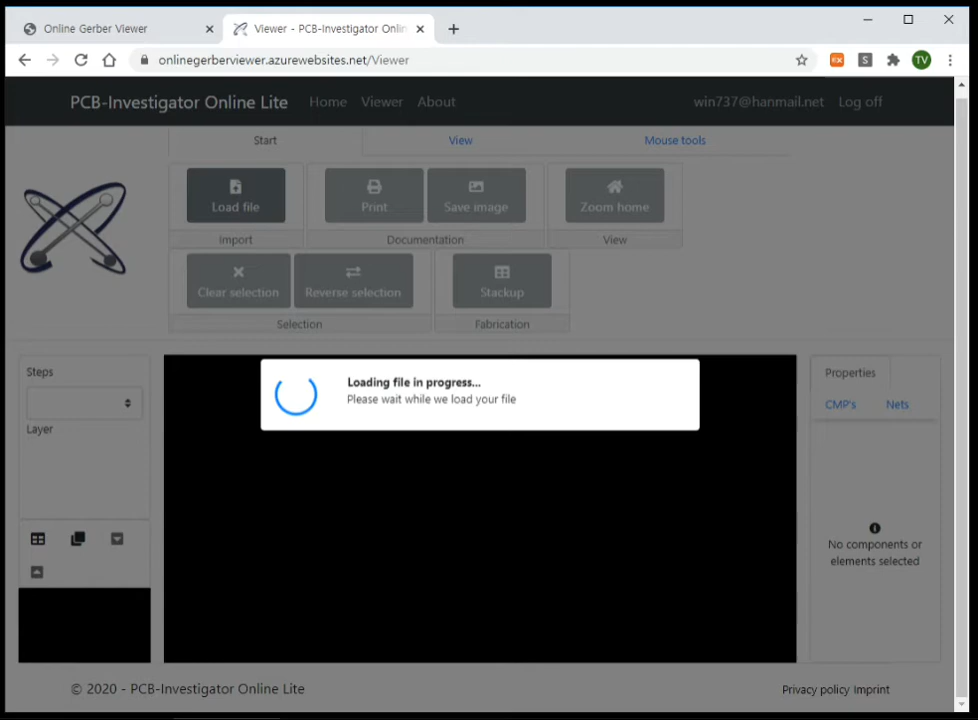 Online Gerber Viewer
Viewer - PCB-Investigator Onlin
onlinegerberviewer.azurewebsites.net/Viewer
EX
S
TV
PCB-Investigator Online Lite
Home
Viewer
About
win737@hanmail.net
Log off
Start
View
Mouse tools
Load file
Print
Save image
Zoom home
Import
Documentation
View
Clear selection
Reverse selection
Stackup
Selection
Fabrication
Steps
Layer
Loading file in progress...
Please wait while we load your file
Properties
CMP's
Nets
No components or
elements selected
© 2020 - PCB-Investigator Online Lite
Privacy policy Imprint